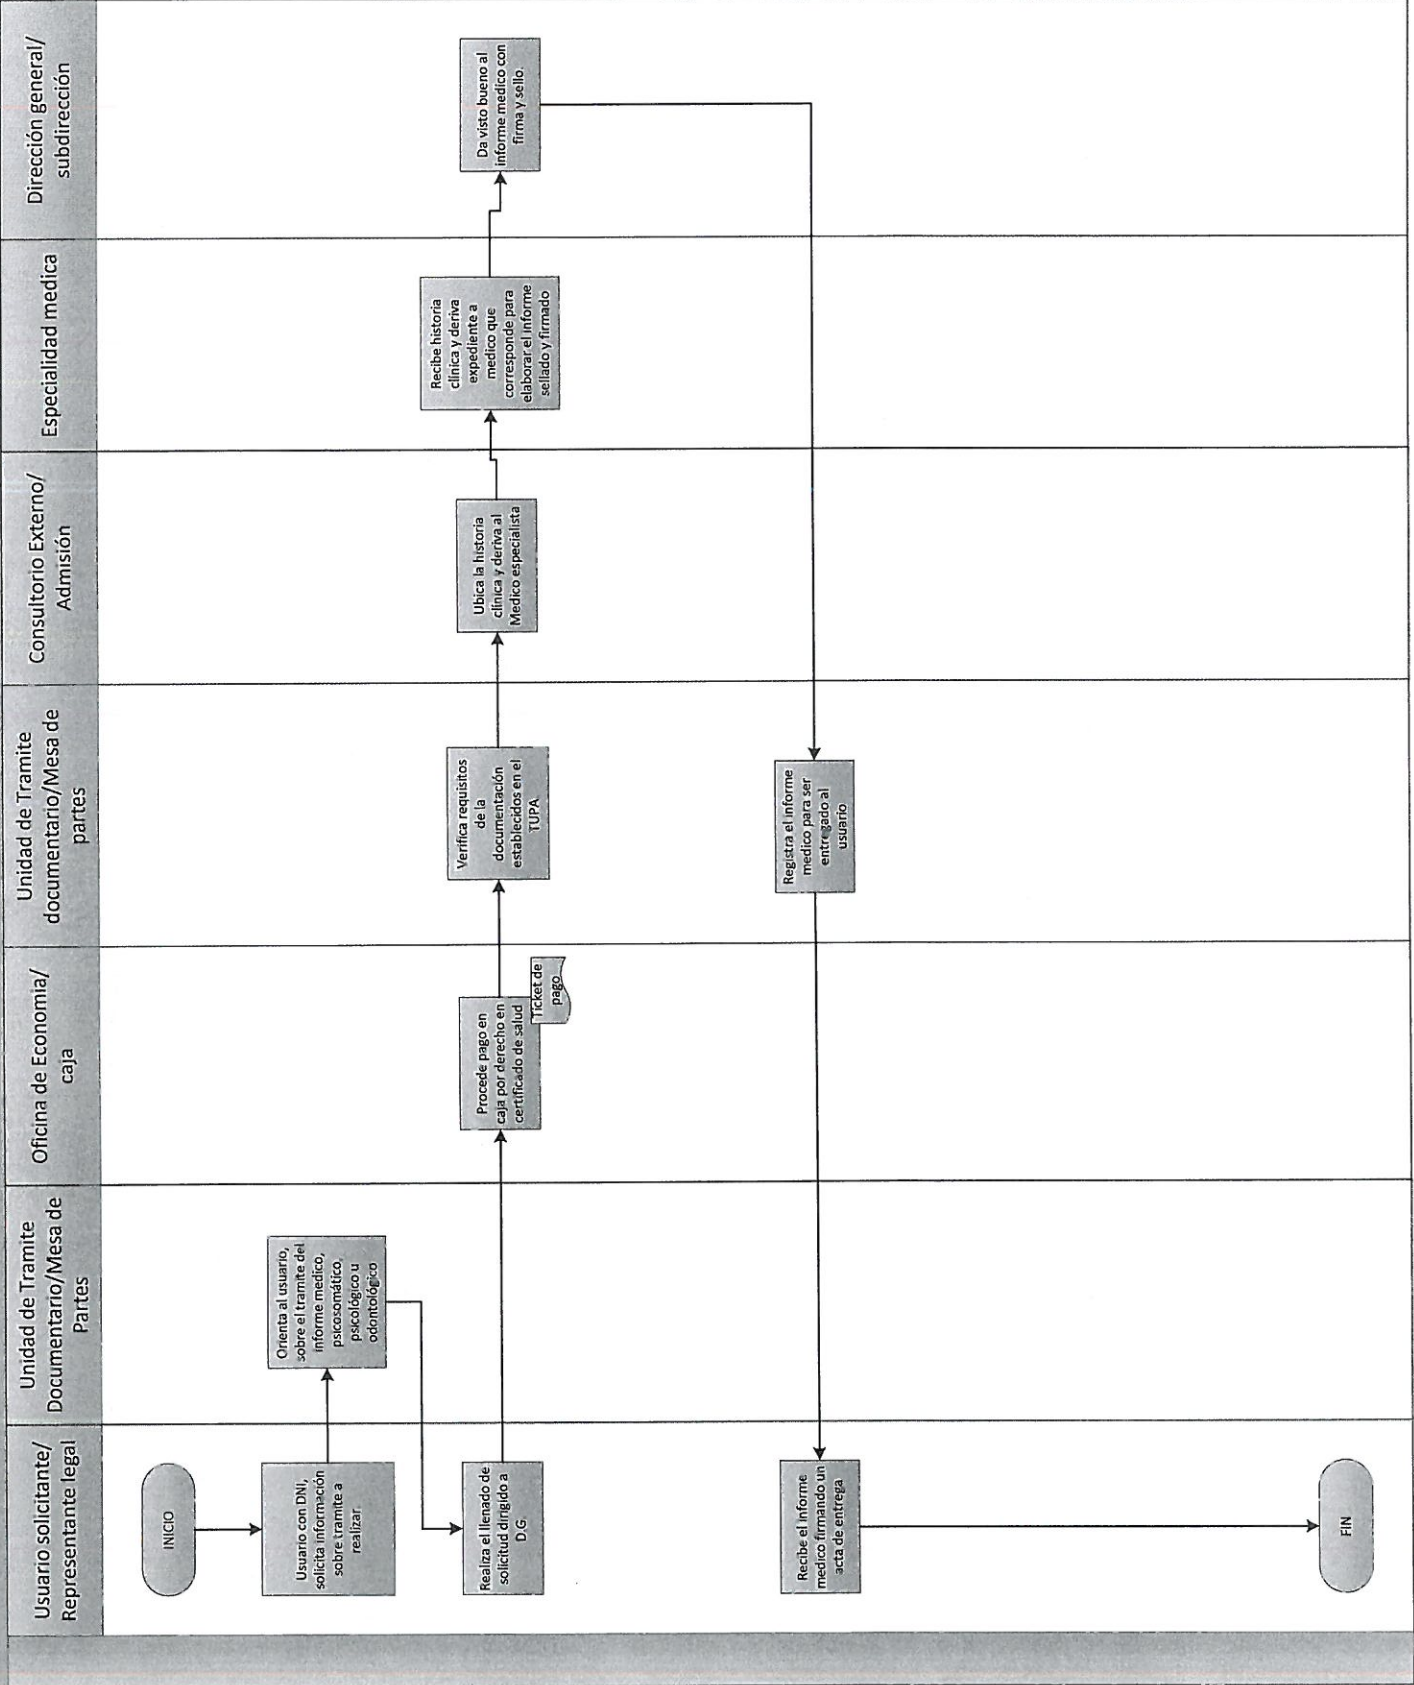 Usuario solicitante/
Representante legal
Unidad de Tramite
Documentario/Mesa de
Partes
Oficina de Economia/
caja
Unidad de Tramite
documentario/Mesa de
partes
Consultorio Externo/
Admisión
Especialidad medica
Dirección general/
subdirección
INICIO
Usuario con DNI,
solicita información
sobre tramite a
realizar.
Orienta al usuario,
sobre el tramite del
informe medico,
psicosomático,
psicológico u
odontológico
Realiza el llenado de
solicitud dirigido a
D.G.
Procede pago en
caja por derecho en
certificado de salud
Ticket de
pago
Verifica requisitos
de la
documentación
establecidos en el
TUPA.
Ubica la historia
clínica y deriva al
Medico especialista
Recibe historia
clínica y deriva
expediente a
medico que
corresponde para
elaborar el informe
sellado y firmado
Da visto bueno al
informe medico con
firma y sello.
Registra el informe
medico para ser
entregado al
usuario
Recibe el informe
medico firmando un
acta de entrega
FIN